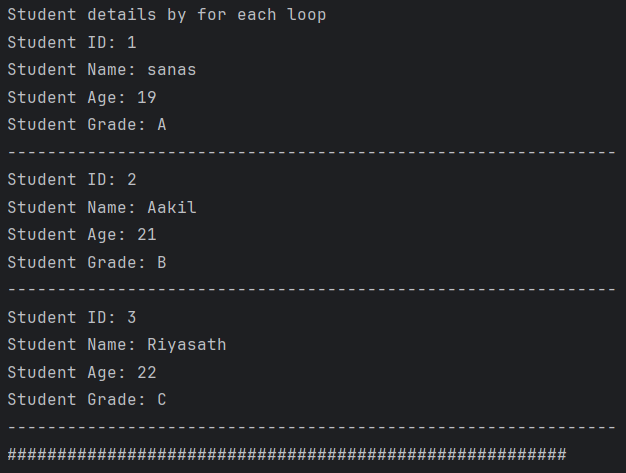 Student details by for each loop
Student ID: 1
Student Name: sanas
Student Age: 19
Student Grade: A
-------------------------------------------------------------
Student ID: 2
Student Name: Aakil
Student Age: 21
Student Grade: B
-------------------------------------------------------------
Student ID: 3
Student Name: Riyasath
Student Age: 22
Student Grade: C
-------------------------------------------------------------
########################################################